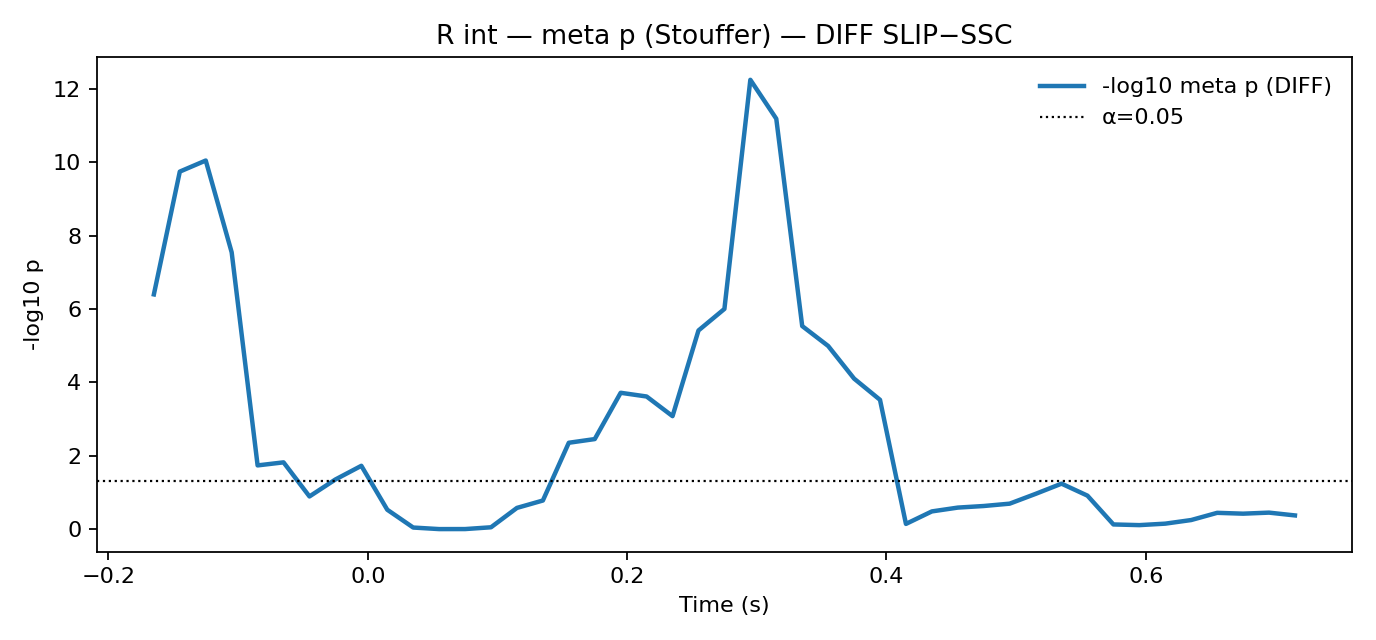 R int — meta p (Stouffer) — DIFF SLIP−SSC
-log10 meta p (DIFF)
α=0.05
12
10
8
6
4
2
0
-log10 p
−0.2
0.0
0.2
0.4
0.6
Time (s)